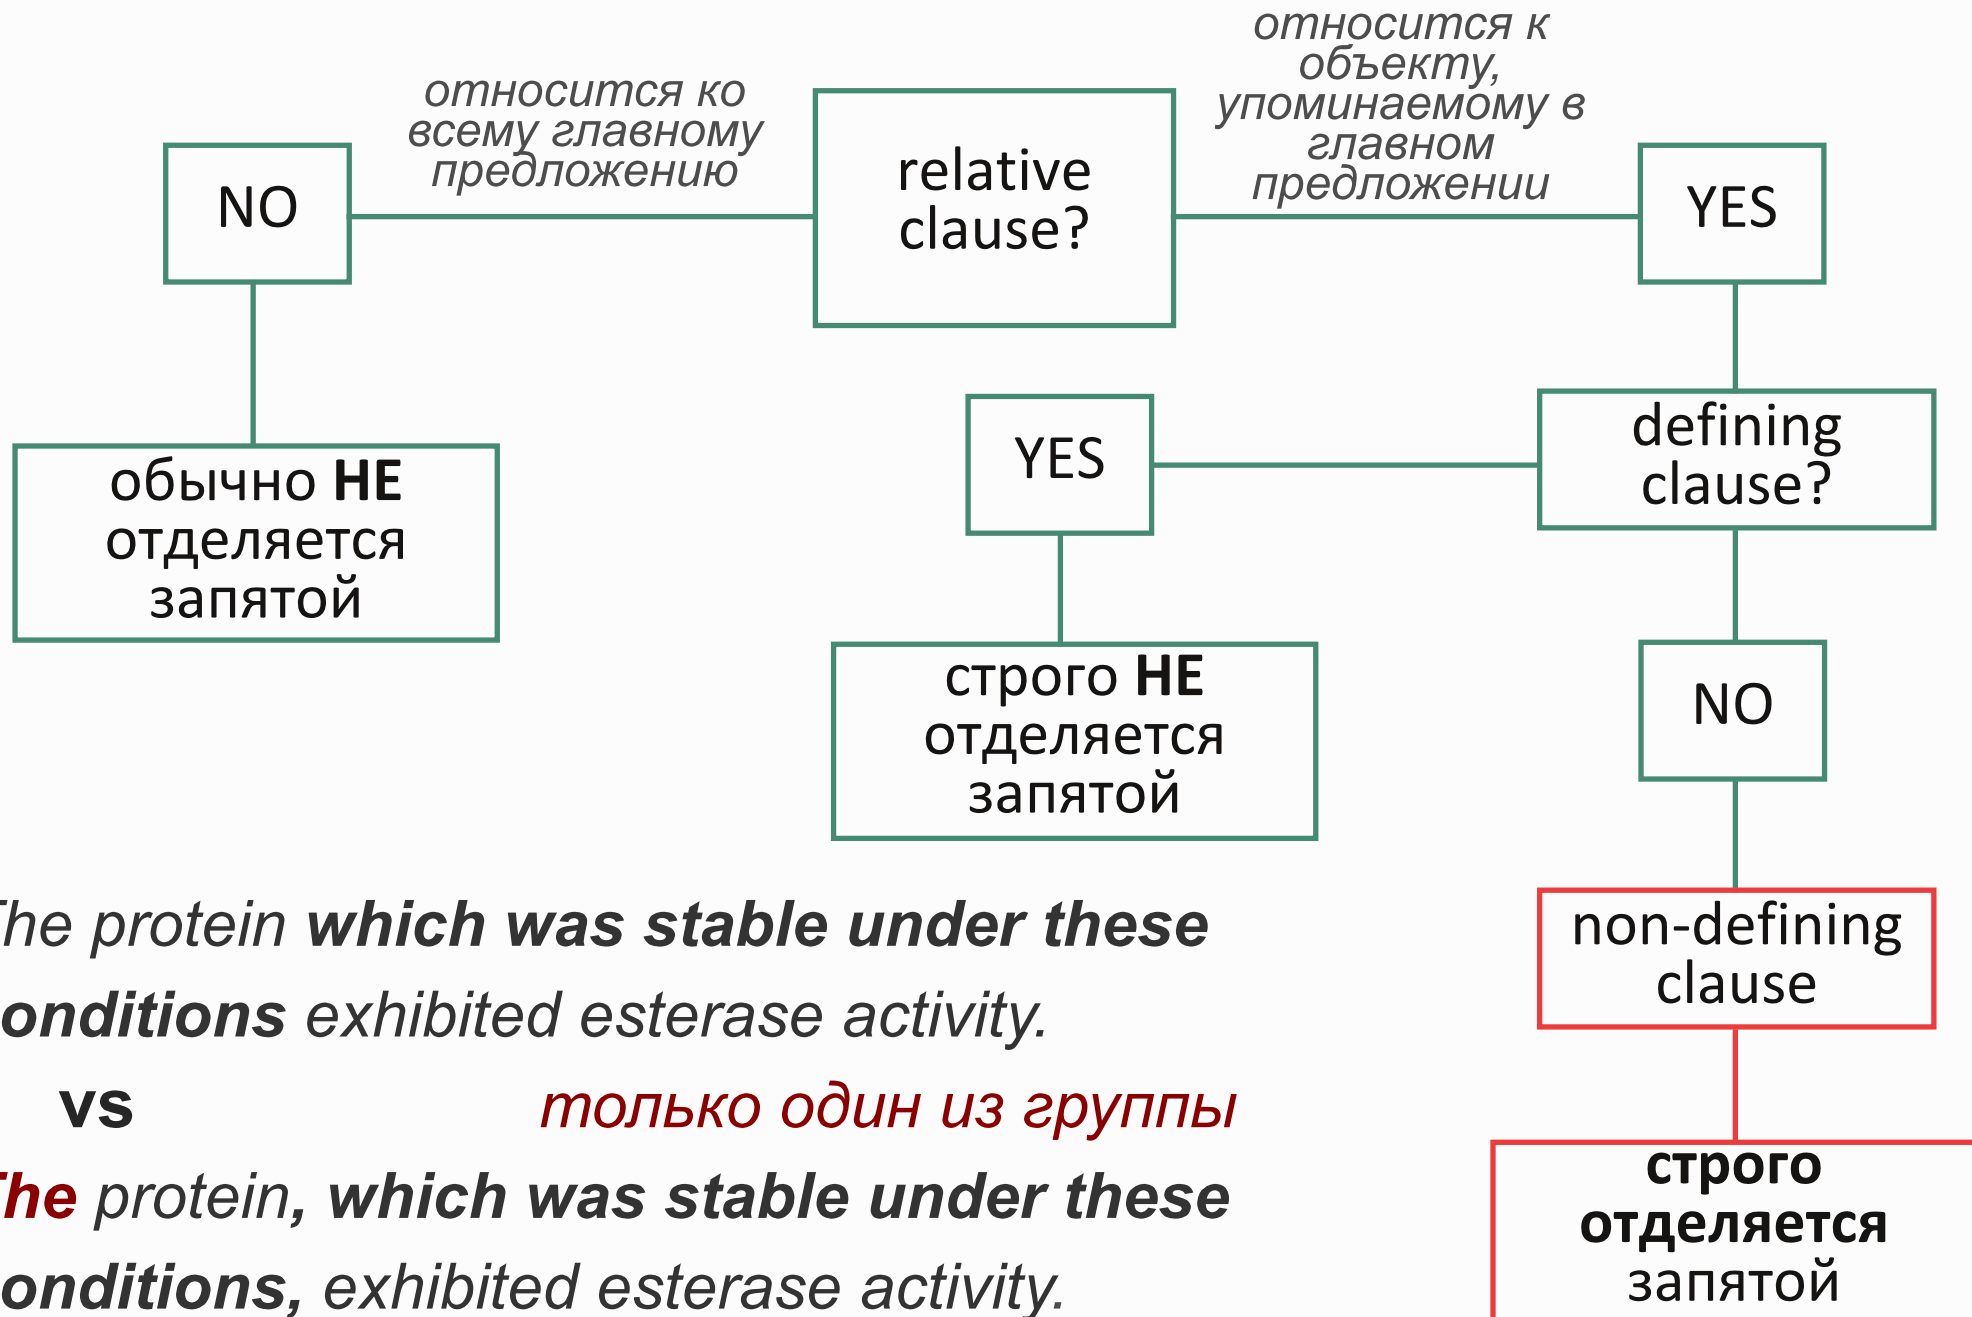 относится ко
всему главному
предложению
относится к
объекту,
упоминаемому в
главном
предложении
NO
relative
clause?
YES
обычно НЕ
отделяется
запятой
YES
defining
clause?
строго НЕ
отделяется
запятой
NO
non-defining
clause
The protein which was stable under these
onditions exhibited esterase activity.
vs
только один из группы
The protein, which was stable under these
onditions, exhibited esterase activity.
строго
отделяется
запятой